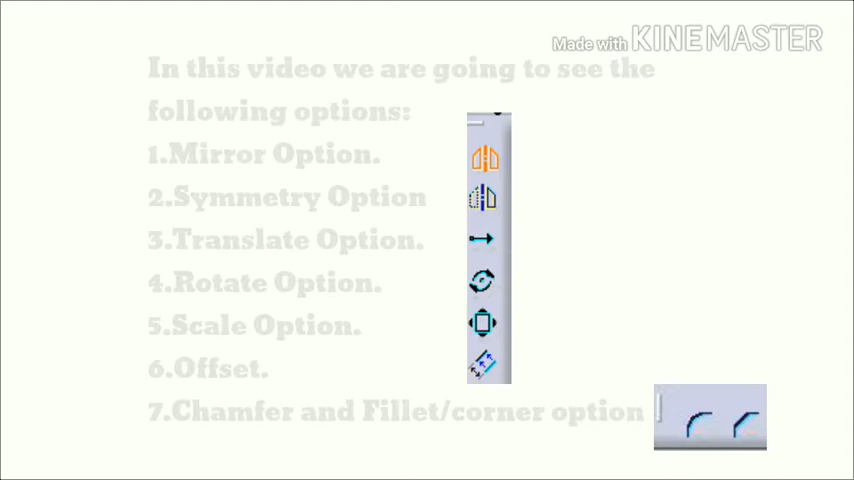 Made with KINEMASTER
In this video we are going to see the
following options:
1.Mirror Option.
2.Symmetry Option
3.Translate Option.
4.Rotate Option.
5.Scale Option.
6.Offset.
7.Chamfer and Fillet/corner option